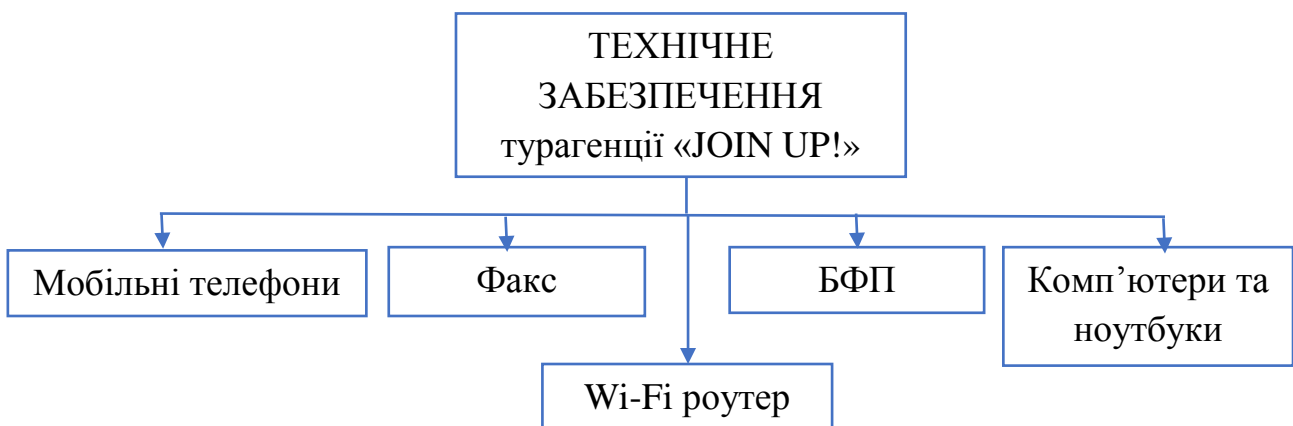 ТЕХНІЧНЕ
ЗАБЕЗПЕЧЕННЯ
турагенції «JOIN UP!»
Мобільні телефони
Факс
БФП
Комп’ютери та
ноутбуки
Wi-Fi роутер